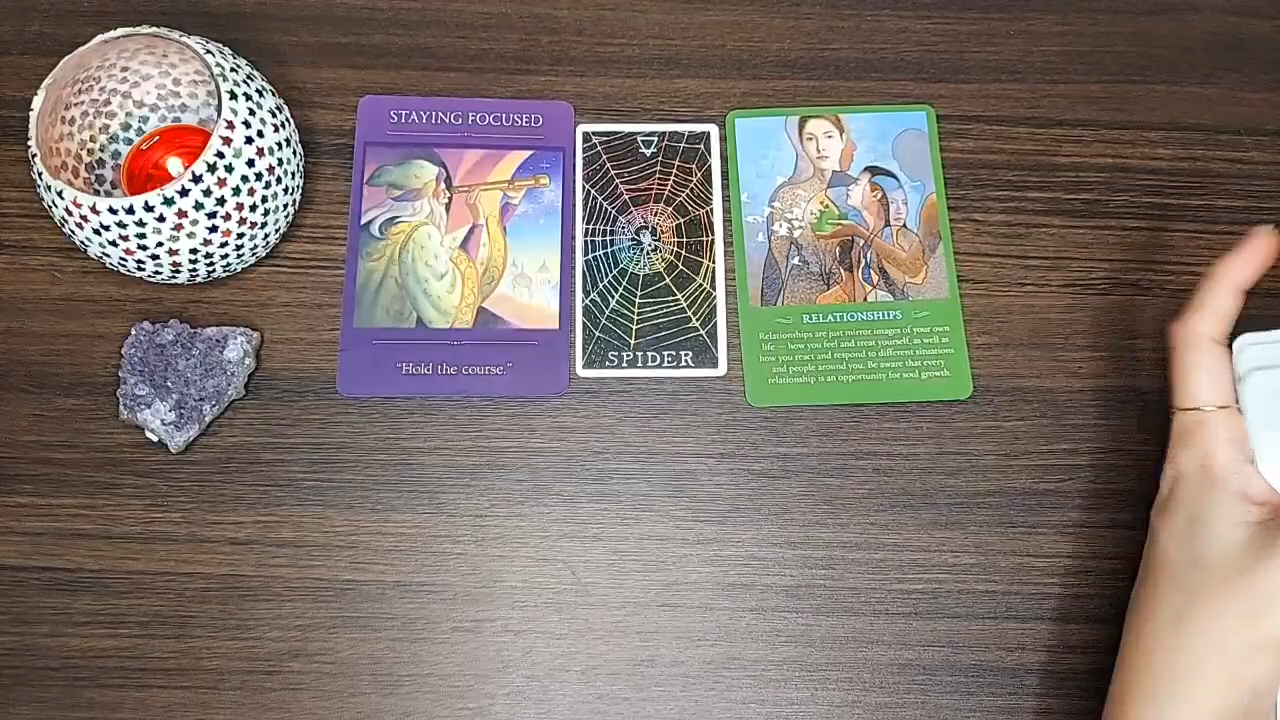 STAYING FOCUSED
"Hold the course."
SPIDER
RELATIONSHIPS
Relationships are just mirror images of your own
life — how you feel and treat yourself, as well as
how you react and respond to different situations
and people around you. Be aware that every
relationship is an opportunity for soul growth.